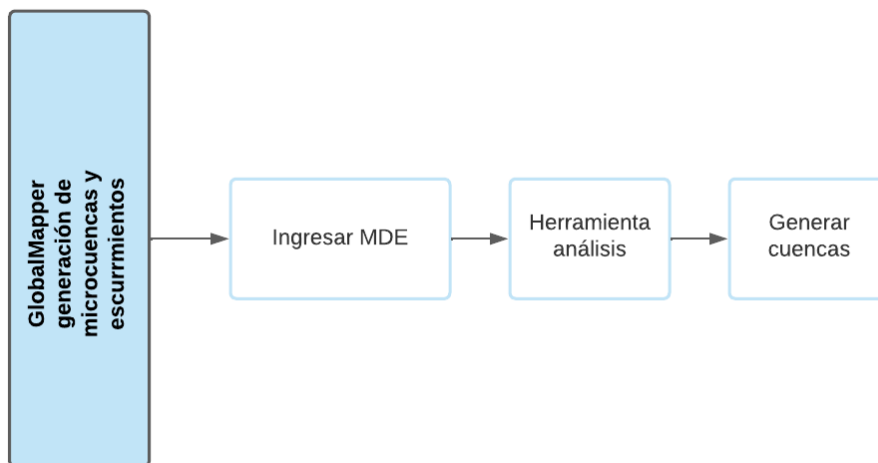 GlobalMapper
generación de
microcuencas y
escurrmientos
Ingresar MDE
Herramienta
análisis
Generar
cuencas